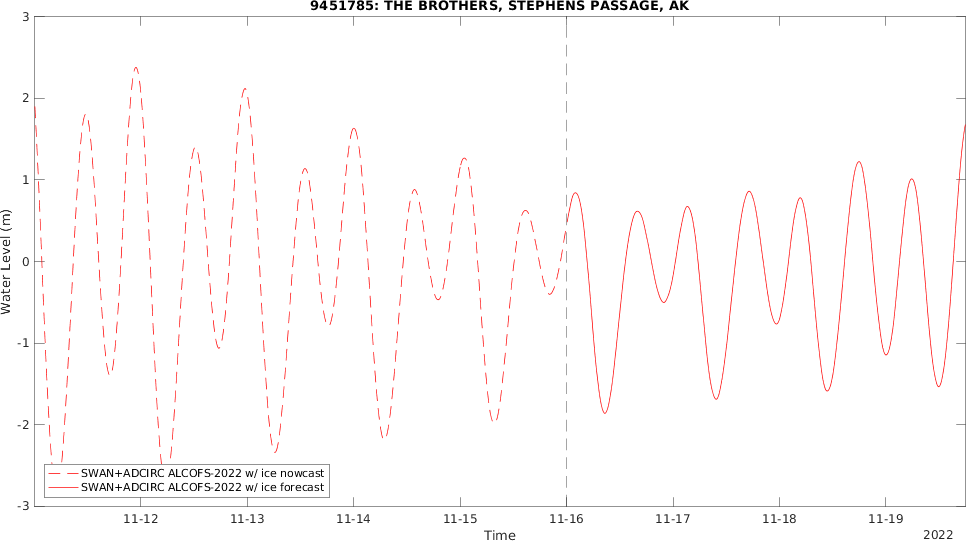 9451785: THE BROTHERS, STEPHENS PASSAGE, AK
3
2
1
0
-1
-2
-3
Water Level (m)
SWAN+ADCIRC ALCOFS-2022 w/ ice nowcast
SWAN+ADCIRC ALCOFS-2022 w/ ice forecast
11-12 11-13 11-14 11-15 11-16 11-17 11-18 11-19
Time
2022